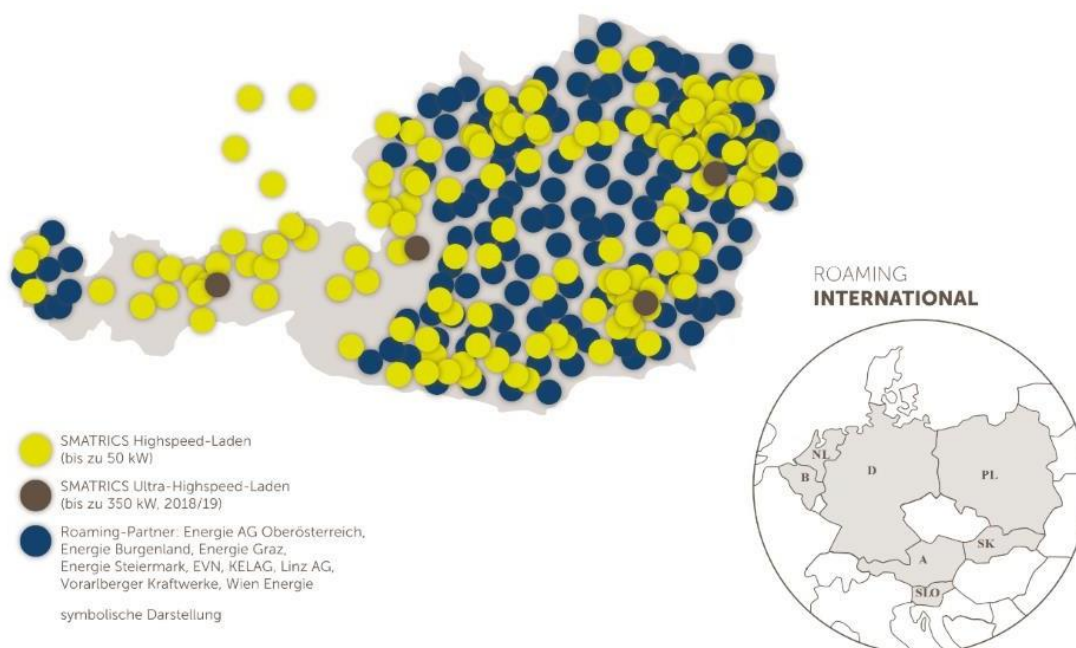 ROAMING
INTERNATIONAL
SMATRICS Highspeed-Laden
(bis zu 50 kW)
SMATRICS Ultra-Highspeed-Laden
(bis zu 350 kW, 2018/19)
Roaming-Partner: Energie AG Oberösterreich,
Energie Burgenland, Energie Graz,
Energie Steiermark, EVN, KELAG, Linz AG,
Vorarlberger Kraftwerke, Wien Energie
symbolische Darstellung
NL
B
D
PL
SK
A
SLO